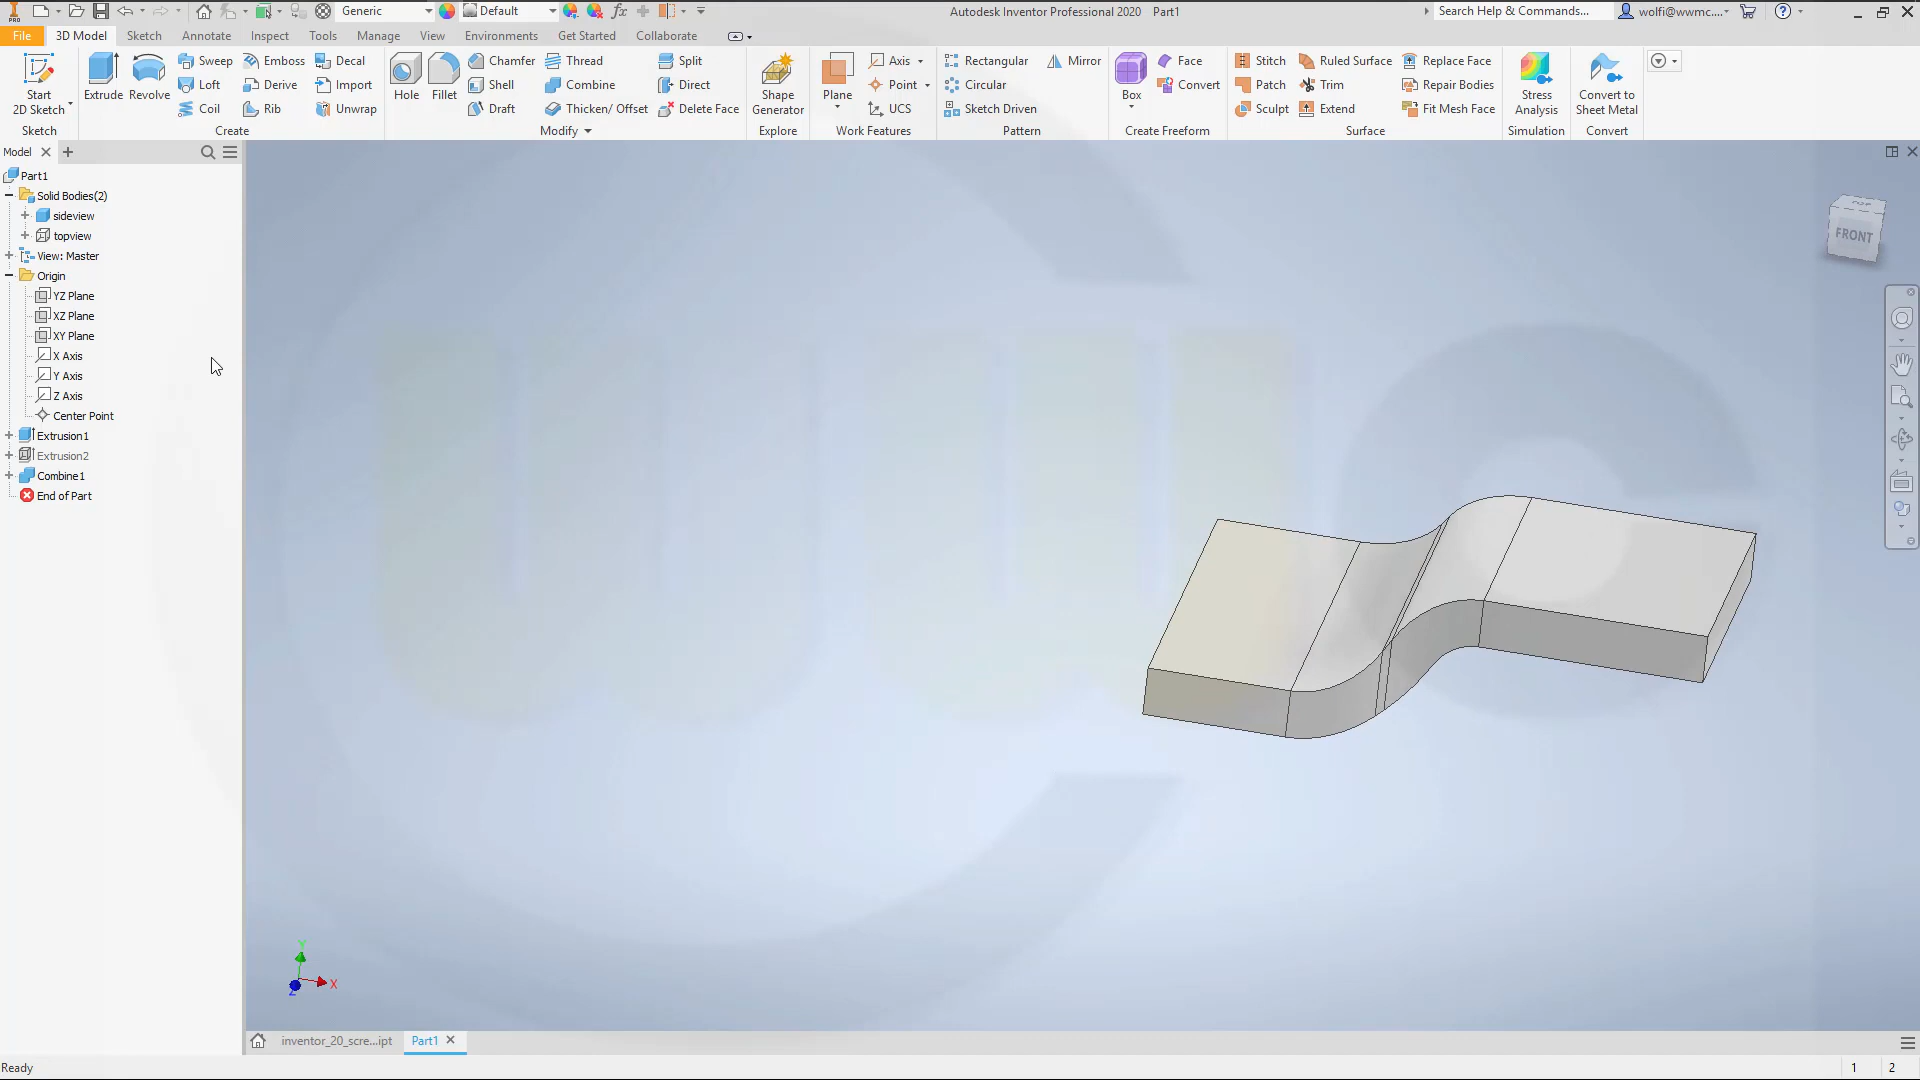 PRO
Generic
Default
Autodesk Inventor Professional 2020 Part1
Search Help & Commands...
wolfi@wwmc....
File
3D Model
Sketch
Annotate
Inspect
Tools
Manage
View
Environments
Get Started
Collaborate
Start
2D Sketch
Extrude
Revolve
Sweep
Loft
Coil
Emboss
Derive
Rib
Decal
Import
Unwrap
Hole
Fillet
Chamfer
Shell
Draft
Thread
Combine
Thicken/ Offset
Split
Direct
Delete Face
Shape
Generator
Plane
Axis
Point
UCS
Rectangular
Circular
Sketch Driven
Mirror
Box
Face
Convert
Stitch
Patch
Sculpt
Ruled Surface
Trim
Extend
Replace Face
Repair Bodies
Fit Mesh Face
Stress
Analysis
Convert to
Sheet Metal
Sketch
Create
Modify
Explore
Work Features
Pattern
Create Freeform
Surface
Simulation
Convert
Model
Part1
Solid Bodies(2)
sideview
topview
View: Master
Origin
YZ Plane
XZ Plane
XY Plane
X Axis
Y Axis
Z Axis
Center Point
Extrusion1
Extrusion2
Combine1
End of Part
TOP
FRONT
Y
X
Z
inventor_20_scre...ipt
Part1
Ready
1
2